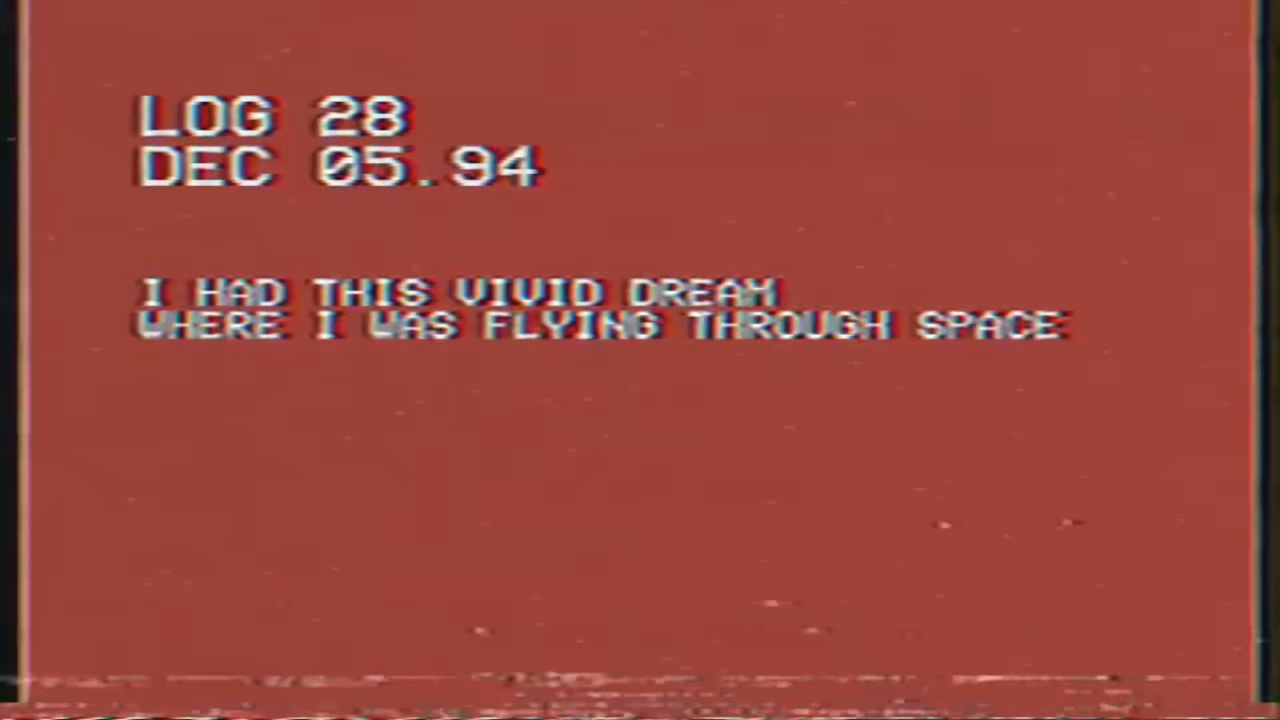 LOG 28
DEC 05.94
I HAD THIS VIVID DREAM
WHERE I WAS FLYING THROUGH SPACE